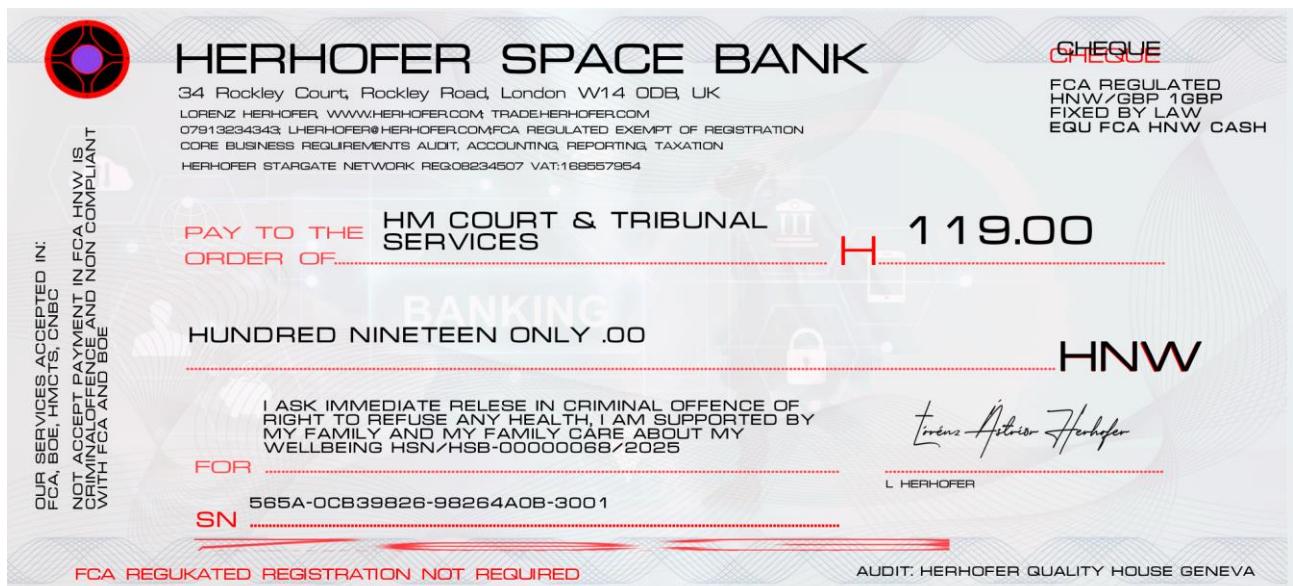 HERHOFER SPACE BANK
34 Rockley Court, Rockley Road, London W14 0DB, UK
LORENZ HERHOFER, WWW.HERHOFER.COM; TRADE.HERHOFER.COM
07913234343; LHERHOFER@HERHOFER.COM;FCA REGULATED EXEMPT OF REGISTRATION
CORE BUSINESS REQUIREMENTS AUDIT, ACCOUNTING, REPORTING, TAXATION
HERHOFER STARGATE NETWORK REG:08234507 VAT:168557954
CHEQUE
CHEQUE
FCA REGULATED
HNW/GBP 1GBP
FIXED BY LAW
EQU FCA HNW CASH
OUR SERVICES ACCEPTED IN:
FCA, BOE, HMCTS, CNBC
NOT ACCEPT PAYMENT IN FCA HNW IS
CRIMINALOFFENCE AND NON COMPLIANT
WITH FCA AND BOE
PAY TO THE
ORDER OF
HM COURT & TRIBUNAL
SERVICES
H 119.00
BANKING
HUNDRED NINETEEN ONLY .00
HNW
FOR
I ASK IMMEDIATE RELESE IN CRIMINAL OFFENCE OF
RIGHT TO REFUSE ANY HEALTH, I AM SUPPORTED BY
MY FAMILY AND MY FAMILY CARE ABOUT MY
WELLBEING HSN/HSB-00000068/2025
Lorenz Astrior Herhofer
L HERHOFER
SN 565A-0CB39826-98264A0B-3001
FCA REGUKATED REGISTRATION NOT REQUIRED
AUDIT: HERHOFER QUALITY HOUSE GENEVA